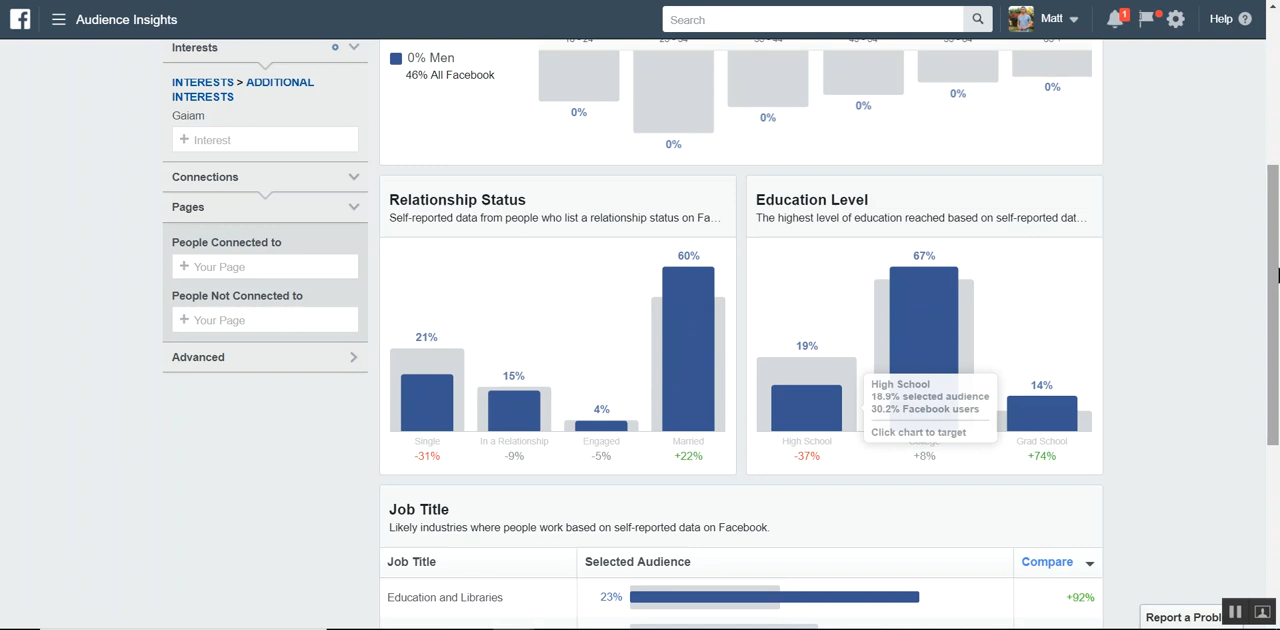 Audience Insights
Search
Matt
1
Help ?
Interests
INTERESTS > ADDITIONAL
INTERESTS
Gaiam
+ Interest
Connections
Pages
People Connected to
+ Your Page
People Not Connected to
+ Your Page
Advanced
0% Men
46% All Facebook
0%
0%
0%
0%
0%
0%
Relationship Status
Self-reported data from people who list a relationship status on Fa...
60%
21%
15%
4%
Single
In a Relationship
Engaged
Married
-31%
-9%
-5%
+22%
Education Level
The highest level of education reached based on self-reported dat...
67%
19%
14%
High School
18.9% selected audience
30.2% Facebook users
Click chart to target
High School
College
Grad School
-37%
+8%
+74%
Job Title
Likely industries where people work based on self-reported data on Facebook.
Job Title
Selected Audience
Compare
Education and Libraries
23%
+92%
Report a Probl